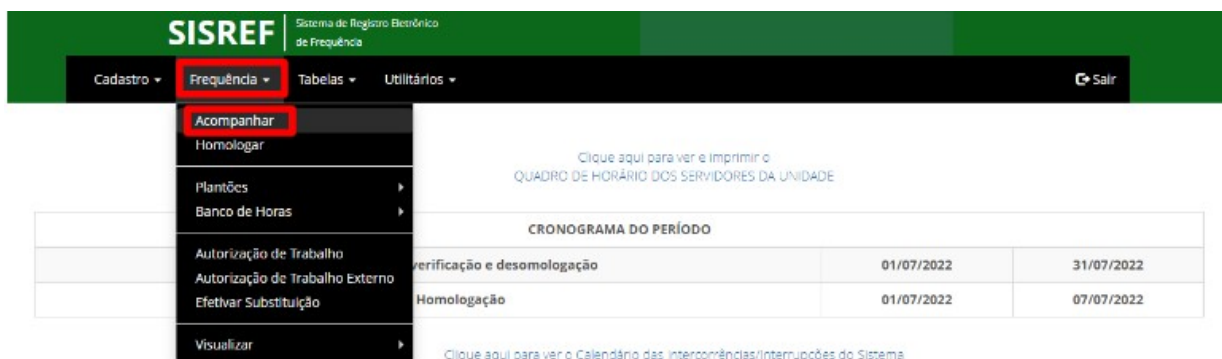 SISREF
Sistema de Registro Eletrônico
de Frequência
Cadastro
Frequência
Tabelas
Utilitários
Sair
Acompanhar
Homologar
Plantões
Banco de Horas
Autorização de Trabalho
Autorização de Trabalho Externo
Efetivar Substituição
Visualizar
Clique aqui para ver e imprimir o
QUADRO DE HORÁRIO DOS SERVIDORES DA UNIDADE
CRONOGRAMA DO PERÍODO
verificação e desomologação 01/07/2022 31/07/2022
Homologação 01/07/2022 07/07/2022
Clique aqui para ver o Calendário das Intercorrências/Interrupções do Sistema